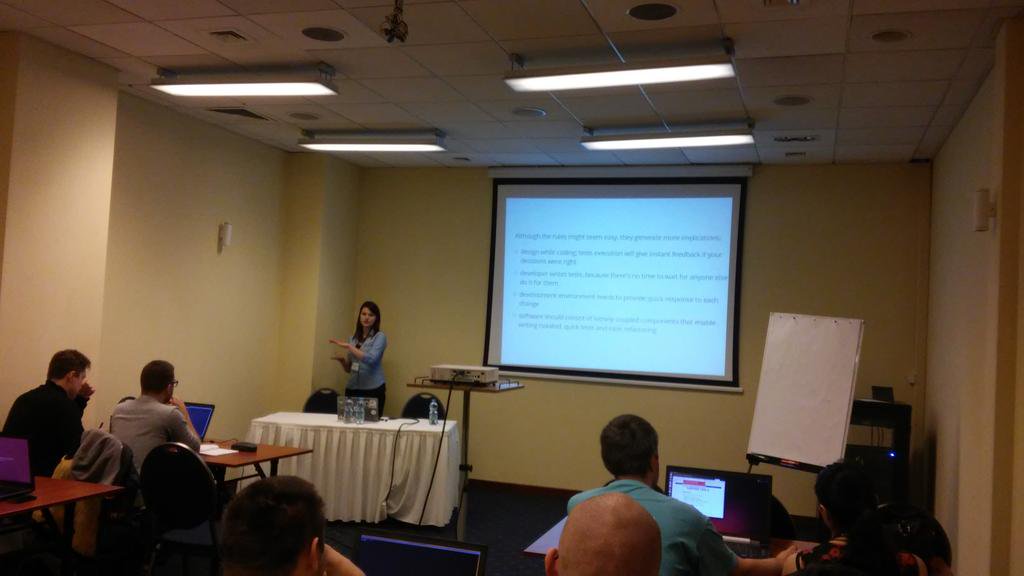 Although the rules might seem easy, they generate more implications:
design while coding; tests execution will give instant feedback if your
decisions were right
developer writes tests, because there's no time to wait for anyone else
do it for them
development environment needs to provide quick response to each
change
software should consist of loosely coupled components that enable
writing isolated, quick tests and ease refactoring